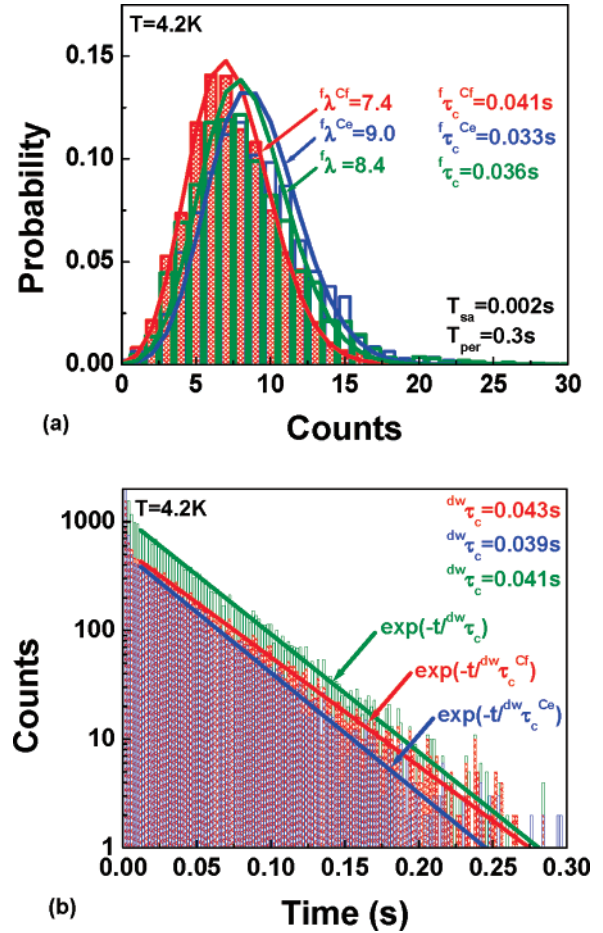 T=4.2K
0.15
0.10
0.05
0.00
Probability
fλCf=7.4
fλCe=9.0
fλ=8.4
fτcCf=0.041s
fτcCe=0.033s
fτc=0.036s
Tsa=0.002s
Tper=0.3s
0 5 10 15 20 25 30
(a) Counts
T=4.2K
1000
100
10
1
Counts
dwτc=0.043s
dwτc=0.039s
dwτc=0.041s
exp(-t/dwτc)
exp(-t/dwτcCf)
exp(-t/dwτcCe)
0.00 0.05 0.10 0.15 0.20 0.25 0.30
(b) Time (s)